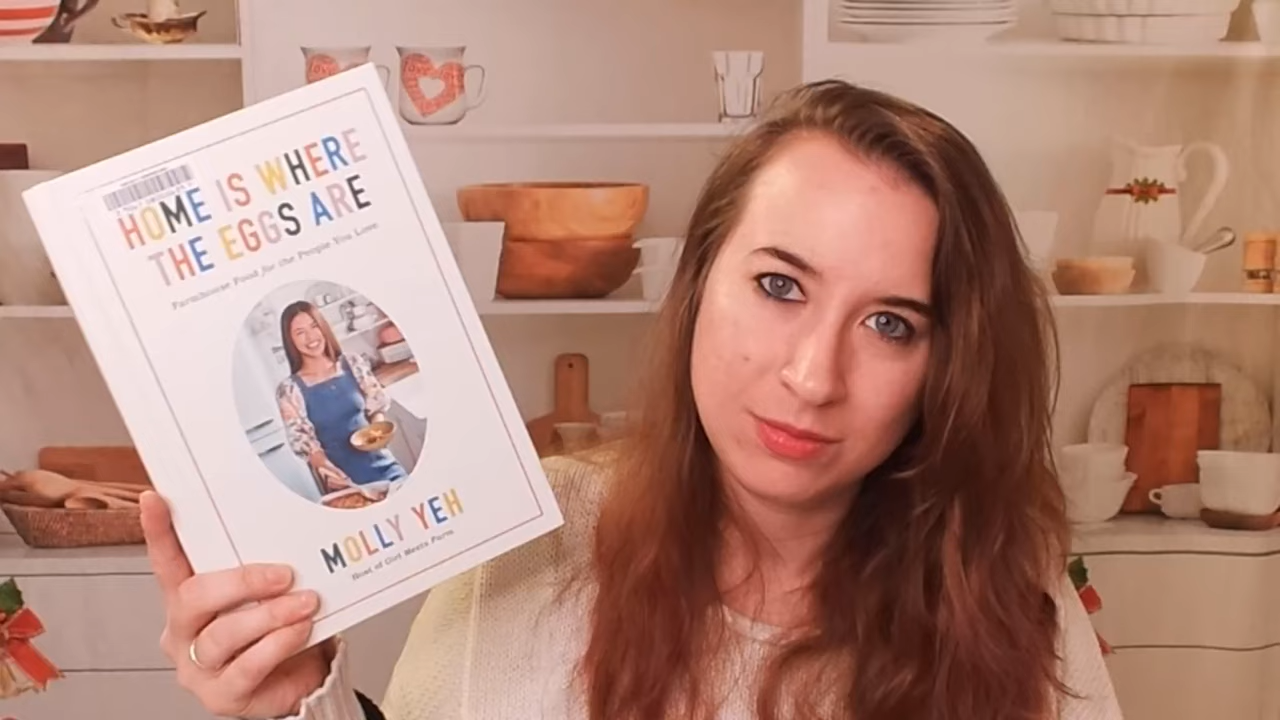 HOME IS WHERE
THE EGGS ARE
Farmhouse Food for the People You Love
MOLLY YEH
Host of Girl Meets Farm